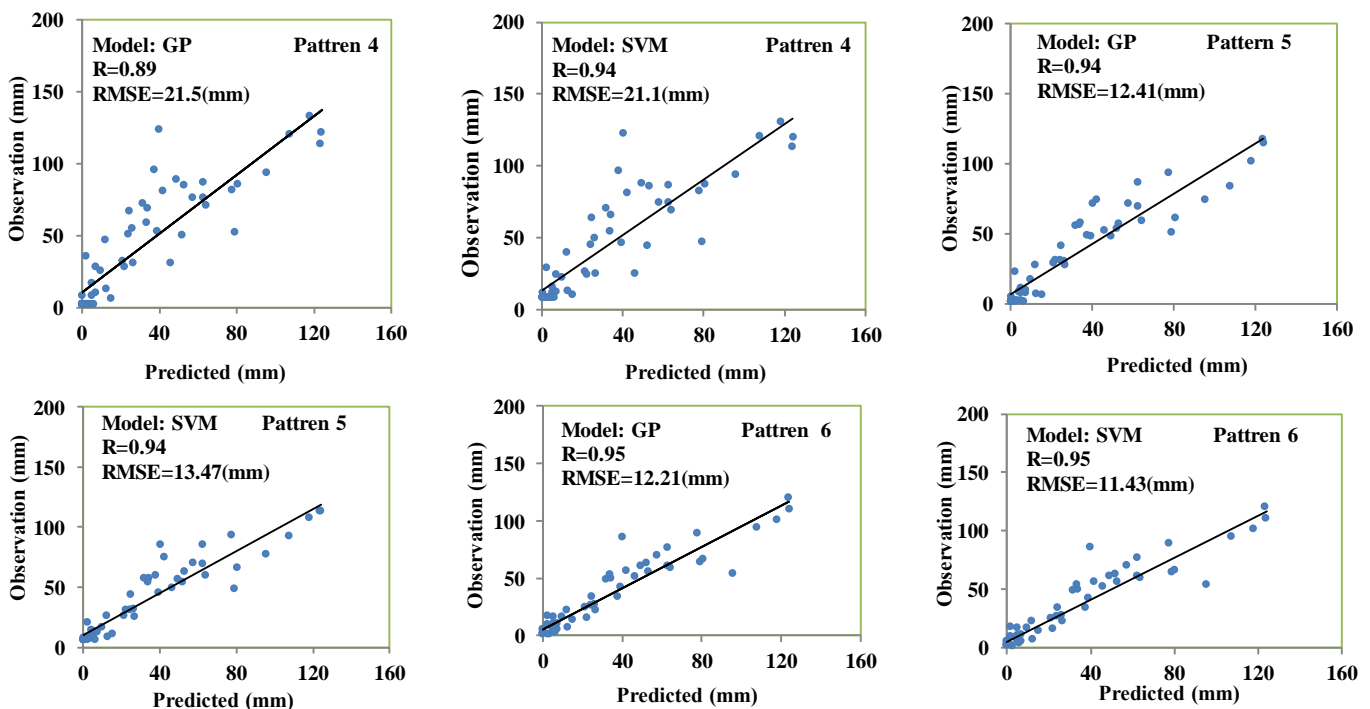 200
150
100
50
0
Observation (mm)
Model: GP Pattren 4
R=0.89
RMSE=21.5(mm)
0 40 80 120 160
Predicted (mm)
200
150
100
50
0
Observation (mm)
Model: SVM Pattren 4
R=0.94
RMSE=21.1(mm)
0 40 80 120 160
Predicted (mm)
200
150
100
50
0
Observation (mm)
Model: GP Pattern 5
R=0.94
RMSE=12.41(mm)
0 40 80 120 160
Predicted (mm)
200
150
100
50
0
Observation (mm)
Model: SVM Pattren 5
R=0.94
RMSE=13.47(mm)
0 40 80 120 160
Predicted (mm)
200
150
100
50
0
Observation (mm)
Model: GP Pattren 6
R=0.95
RMSE=12.21(mm)
0 40 80 120 160
Predicted (mm)
200
150
100
50
0
Observation (mm)
Model: SVM Pattren 6
R=0.95
RMSE=11.43(mm)
0 40 80 120 160
Predicted (mm)